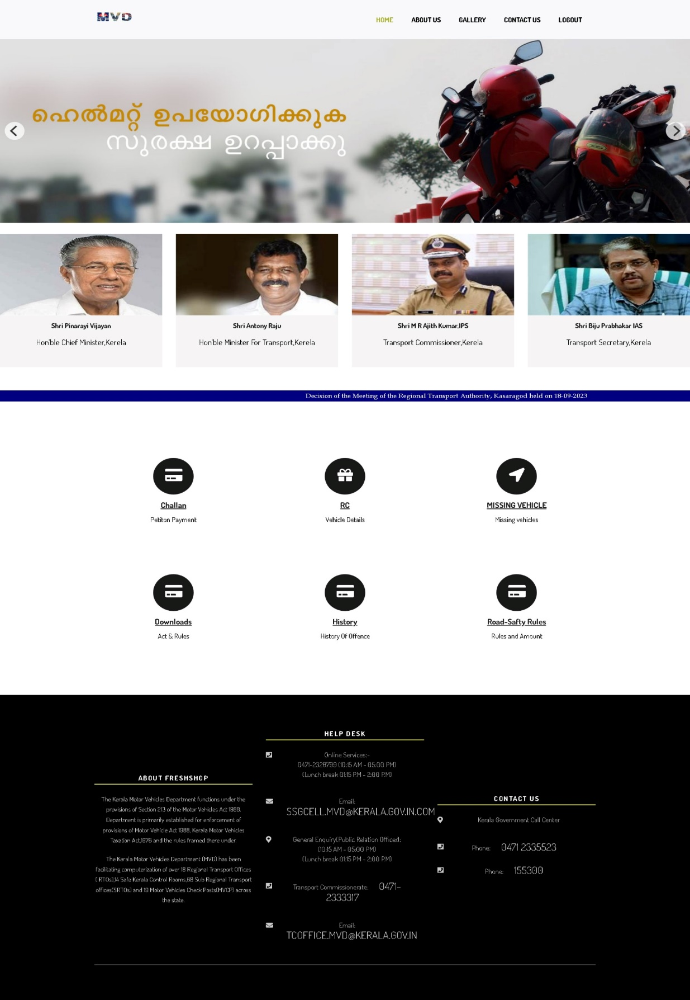 MVD
HOME ABOUT US GALLERY CONTACT US LOGOUT
ഹെൽമറ്റ് ഉപയോഗിക്കുക
സുരക്ഷ ഉറപ്പാക്കു
Shri Pinarayi Vijayan
Hon'ble Chief Minister,Kerela
Shri Antony Raju
Hon'ble Minister For Transport,Kerela
Shri M R Ajith Kumar,IPS
Transport Commissioner,Kerela
Shri Biju Prabhakar IAS
Transport Secretary,Kerela
Decision of the Meeting of the Regional Transport Authority, Kasaragod held on 18-09-2023
Challan
Petiton Payment
RC
Vehicle Details
MISSING VEHICLE
Missing vehicles
Downloads
Act & Rules
History
History Of Offence
Road-Safty Rules
Rules and Amount
ABOUT FRESHSHOP
The Kerala Motor Vehicles Department functions under the
provisions of Section 213 of the Motor Vehicles Act 1988.
Department is primarily established for enforcement of
provisions of Motor Vehicle Act 1988, Kerala Motor Vehicles
Taxation Act,1976 and the rules framed there under.
The Kerala Motor Vehicles Department (MVD) has been
facilitating computerization of over 18 Regional Transport Offices
( RTOs),14 Safe Kerala Control Rooms,68 Sub Regional Transport
offices(SRTOs) and 19 Motor Vehicles Check Posts(MVCP) across
the state.
HELP DESK
Online Services:-
0471-2328799 (10:15 AM - 05:00 PM)
(Lunch break 01:15 P.M - 2:00 P.M)
Email:
SSGCELL.MVD@KERALA.GOV.IN.COM
General Enquiry(Public Relation Officer):
(10:15 AM - 05:00 PM)
(Lunch break 01:15 P.M - 2:00 P.M)
Transport Commissionerate: 0471-
2333317
Email:
TCOFFICE.MVD@KERALA.GOV.IN
CONTACT US
Kerala Government Call Center
Phone: 0471 2335523
Phone: 155300